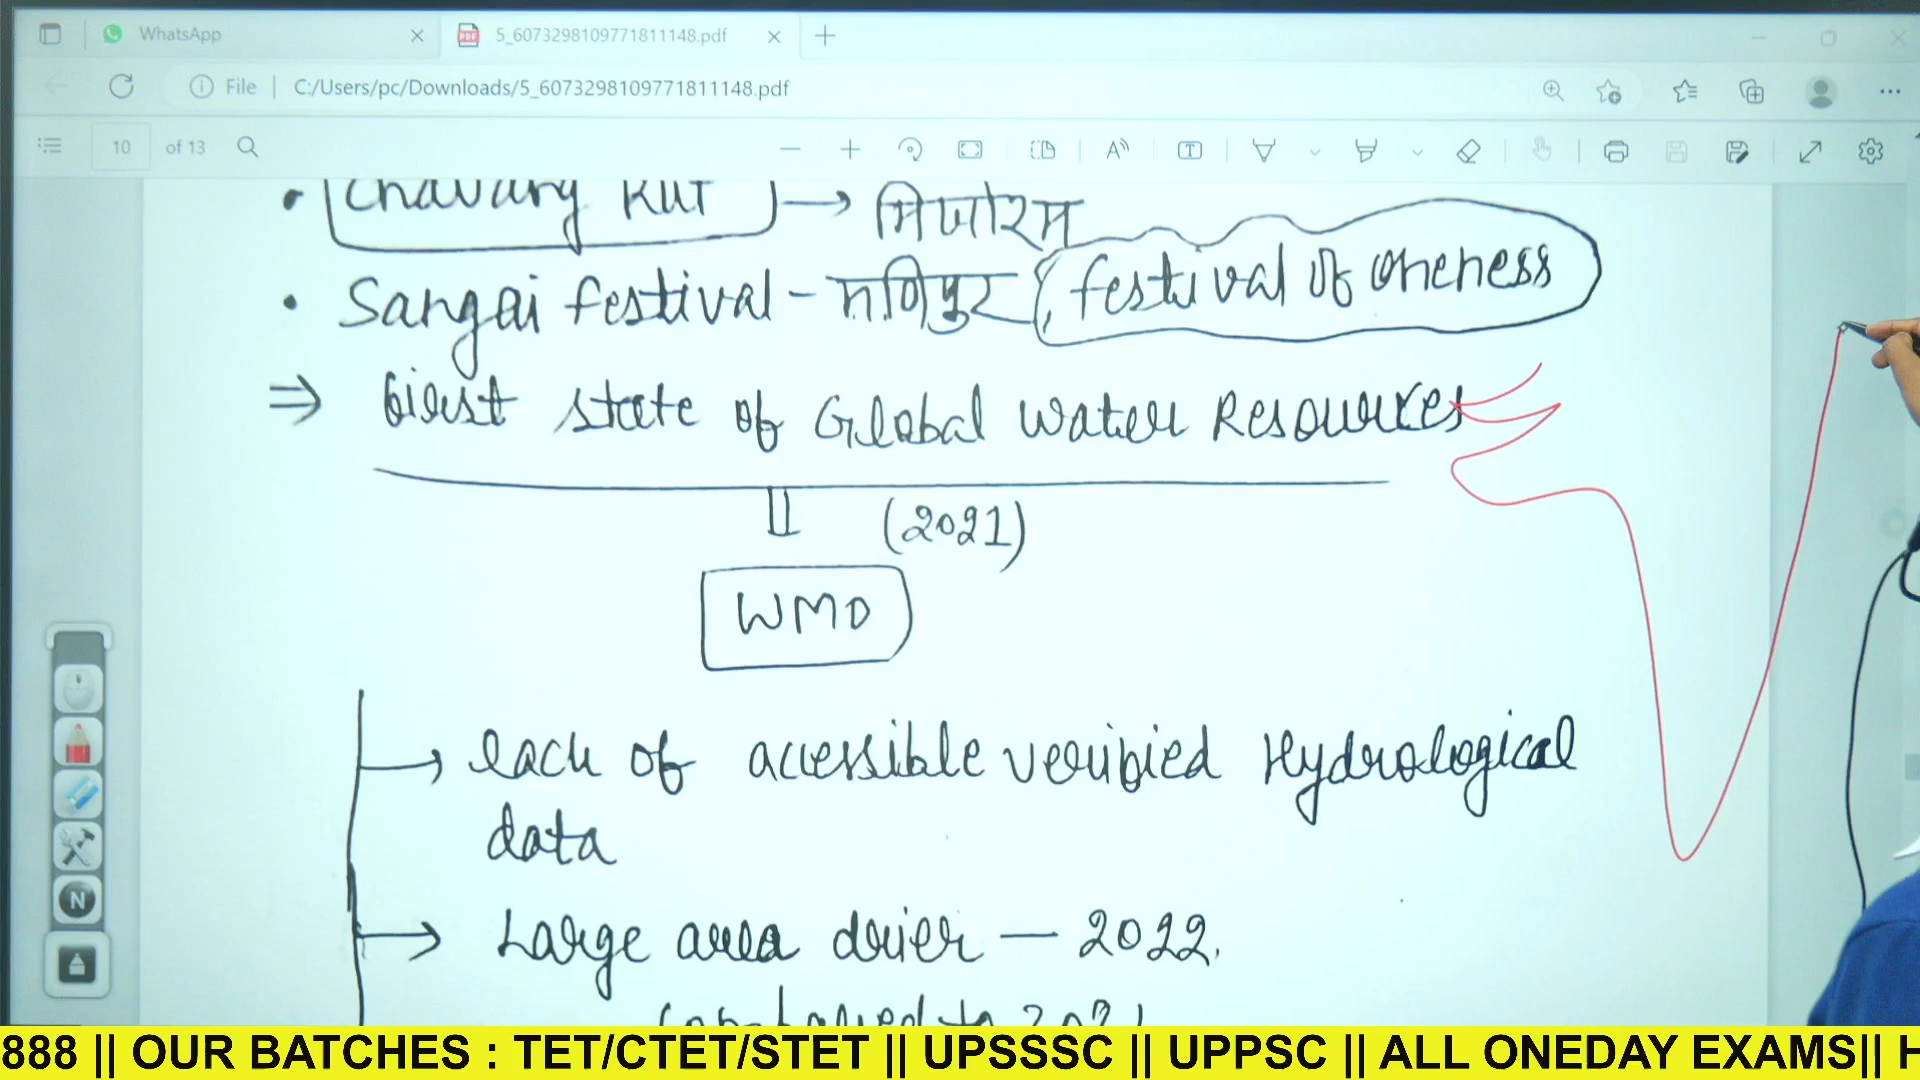 WhatsApp 5_6073298109771811148.pdf
File C:/Users/pc/Downloads/5_6073298109771811148.pdf
10 of 13
• Chavang Kut → मिजोरम
• Sangai festival - मणिपुर, festival of oneness
⇒ first state of Global Water Resources
(2021)
WMO
→ lack of accessible verified Hydrological
data
→ Large area drier — 2022.
888 || OUR BATCHES : TET/CTET/STET || UPSSSC || UPPSC || ALL ONEDAY EXAMS|| H